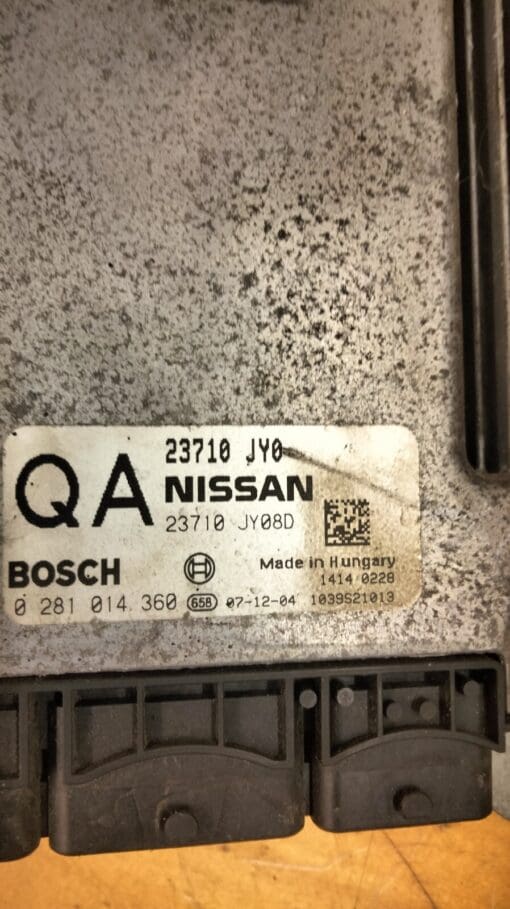 QA
23710 JY0
NISSAN
23710 JY08D
BOSCH
Made in Hungary
1414 0228
0 281 014 360 658 07-12-04 1039S21013